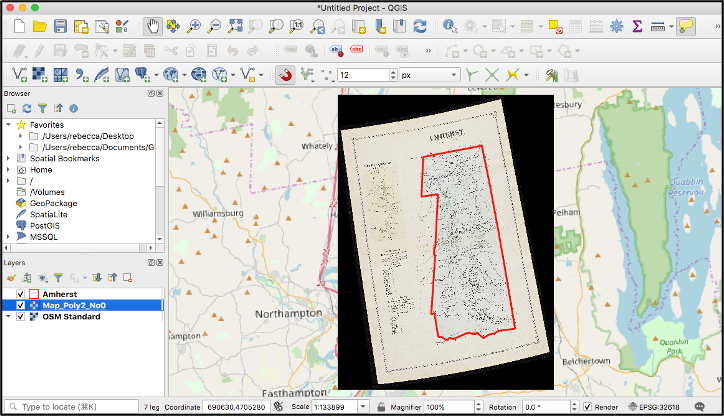 *Untitled Project - QGIS
12
px
Browser
Favorites
/Users/rebecca/Desktop
/Users/rebecca/Documents/G
Spatial Bookmarks
Home
/
/Volumes
GeoPackage
SpatiaLite
PostGIS
MSSQL
Layers
Amherst
Map_Poly2_No0
OSM Standard
Whately
Williamsburg
Northampton
Easthampton
Pelham
Quabbin Reservoir
Quabbin Park
Belchertown
Type to locate (⌘K)
7 leg
Coordinate
690630,4705280
Scale
1:133899
Magnifier
100%
Rotation
0.0 °
Render
EPSG:32618